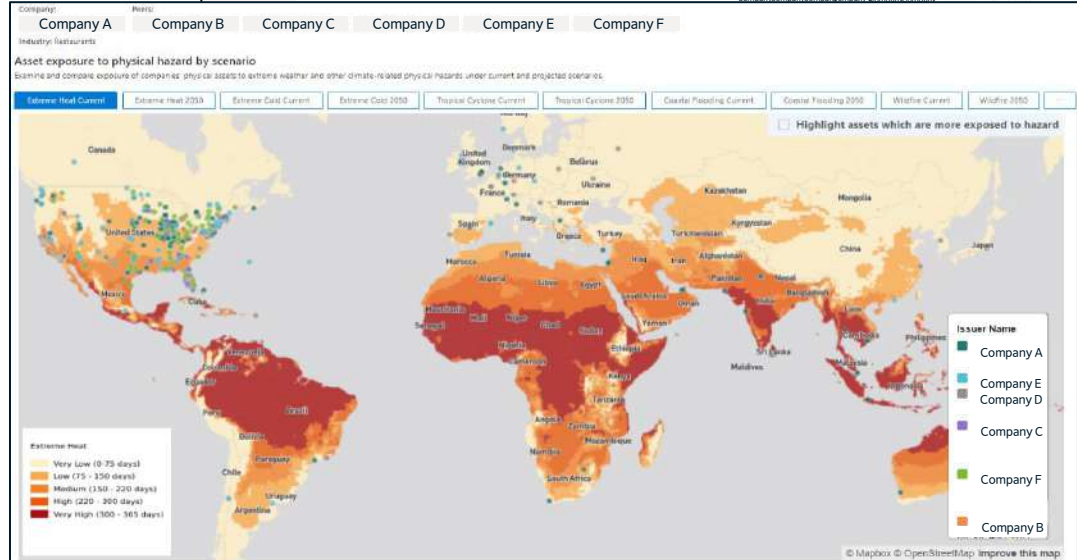 Company: Peers:
Company A Company B Company C Company D Company E Company F
Industry: Restaurants
Asset exposure to physical hazard by scenario
Examine and compare exposure of companies' physical assets to extreme weather and other climate-related physical hazards under current and projected scenarios.
Extreme Heat Current Extreme Heat 2050 Extreme Cold Current Extreme Cold 2050 Tropical Cyclone Current Tropical Cyclone 2050 Coastal Flooding Current Coastal Flooding 2050 Wildfire Current Wildfire 2050 ...
Highlight assets which are more exposed to hazard
Norway
Canada
United Kingdom
Denmark
Belarus
Germany
Ukraine
France
Romania
Kazakhstan
Mongolia
Spain
Italy
Greece
Turkey
Turkmenistan
Kyrgyzstan
United States
China
Japan
Morocco
Tunisia
Iraq
Iran
Afghanistan
Algeria
Libya
Egypt
Pakistan
Nepal
Mexico
Cuba
Saudi Arabia
Oman
India
Bangladesh
Laos
Mauritania
Mali
Niger
Chad
Sudan
Yemen
Senegal
Nigeria
Cameroon
Ethiopia
Cambodia
Philippines
Sri Lanka
Maldives
Malaysia
Indonesia
Venezuela
Colombia
Ecuador
Kenya
Tanzania
Peru
Brazil
Angola
Zambia
Bolivia
Mozambique
Namibia
Paraguay
Chile
South Africa
Uruguay
Argentina
Issuer Name
Company A
Company E
Company D
Company C
Company F
Company B
Extreme Heat
Very Low (0-75 days)
Low (75 - 150 days)
Medium (150 - 220 days)
High (220 - 300 days)
Very High (300 - 365 days)
© Mapbox © OpenStreetMap Improve this map